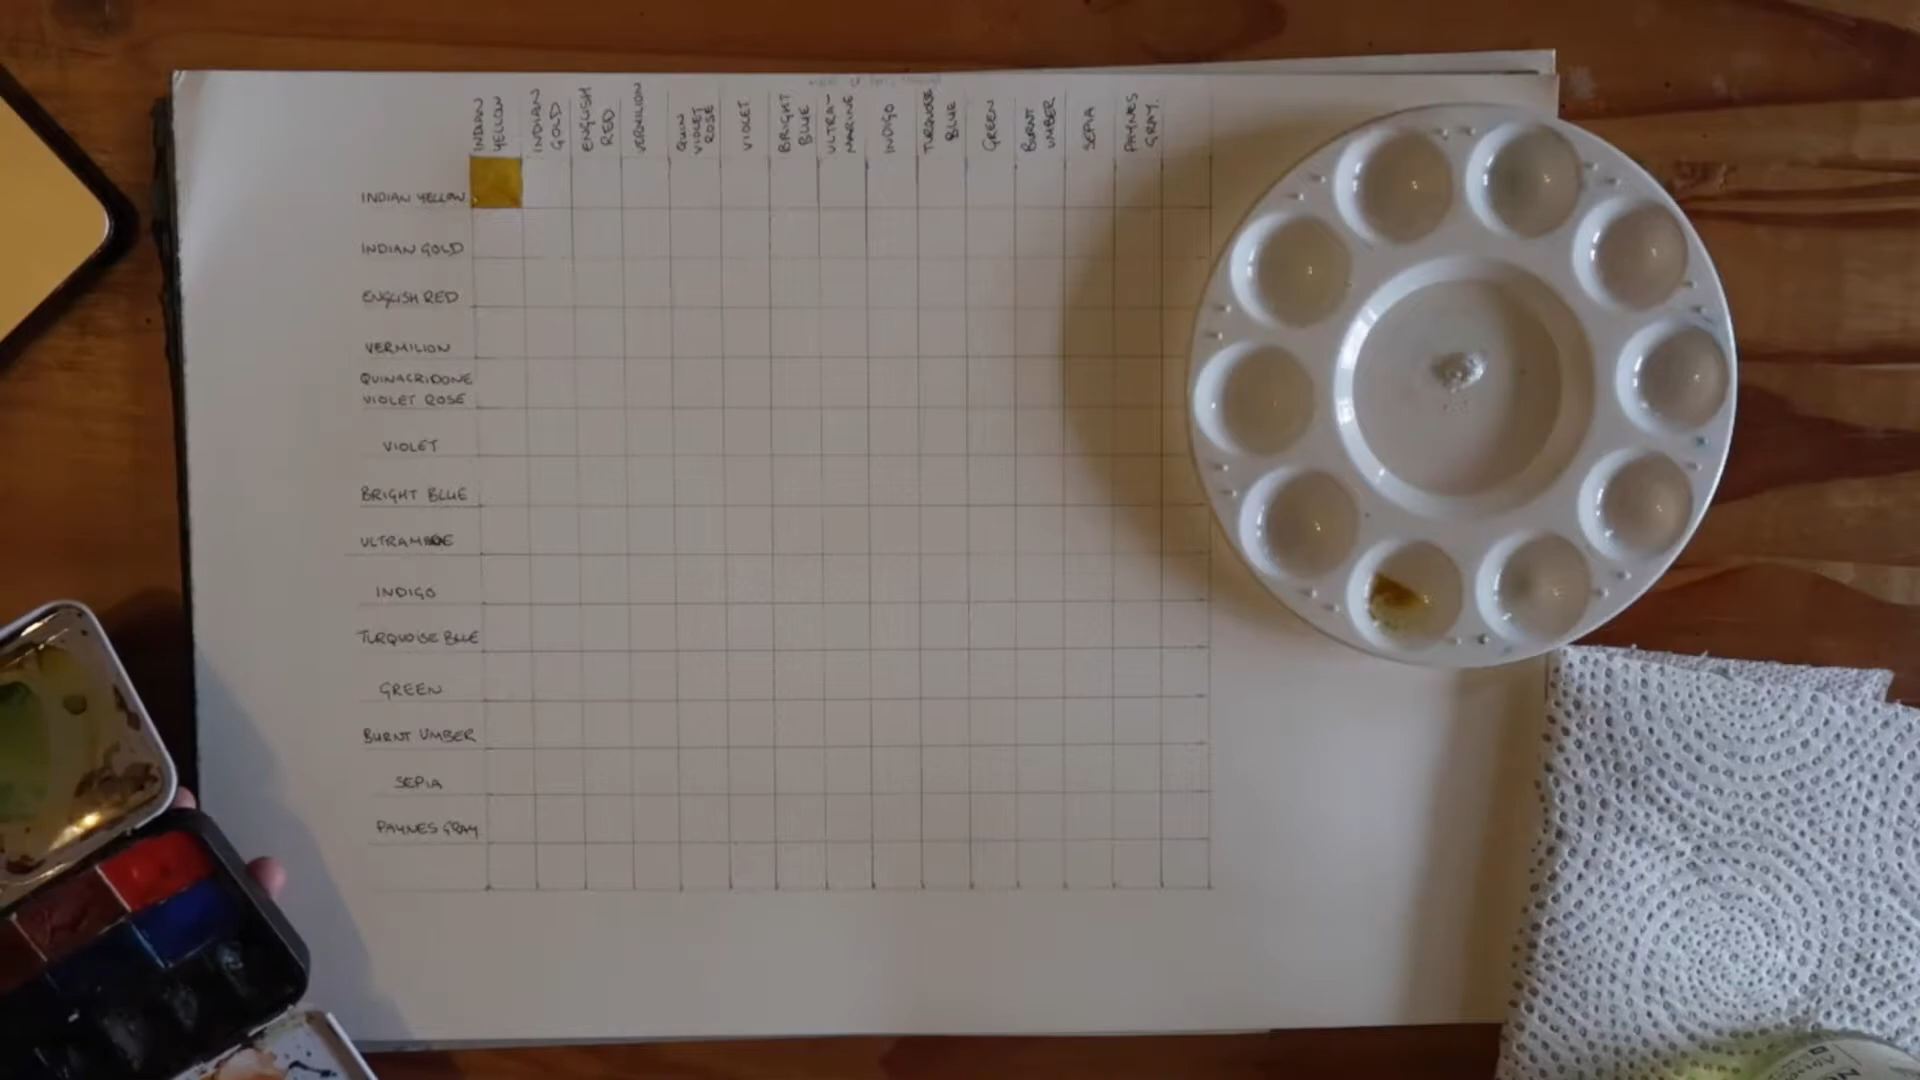 INDIAN
YELLOW
INDIAN
GOLD
ENGLISH
RED
VERMILION
QUIN
VIOLET
ROSE
VIOLET
BRIGHT
BLUE
ULTRA-
MARINE
INDIGO
TURQUOISE
BLUE
GREEN
BURNT
UMBER
SEPIA
PAYNES
GRAY.
INDIAN YELLOW
INDIAN GOLD
ENGLISH RED
VERMILION
QUINACRIDONE
VIOLET ROSE
VIOLET
BRIGHT BLUE
INDIGO
TURQUOISE BLUE
GREEN
BURNT UMBER
SEPIA
PAYNES GRAY